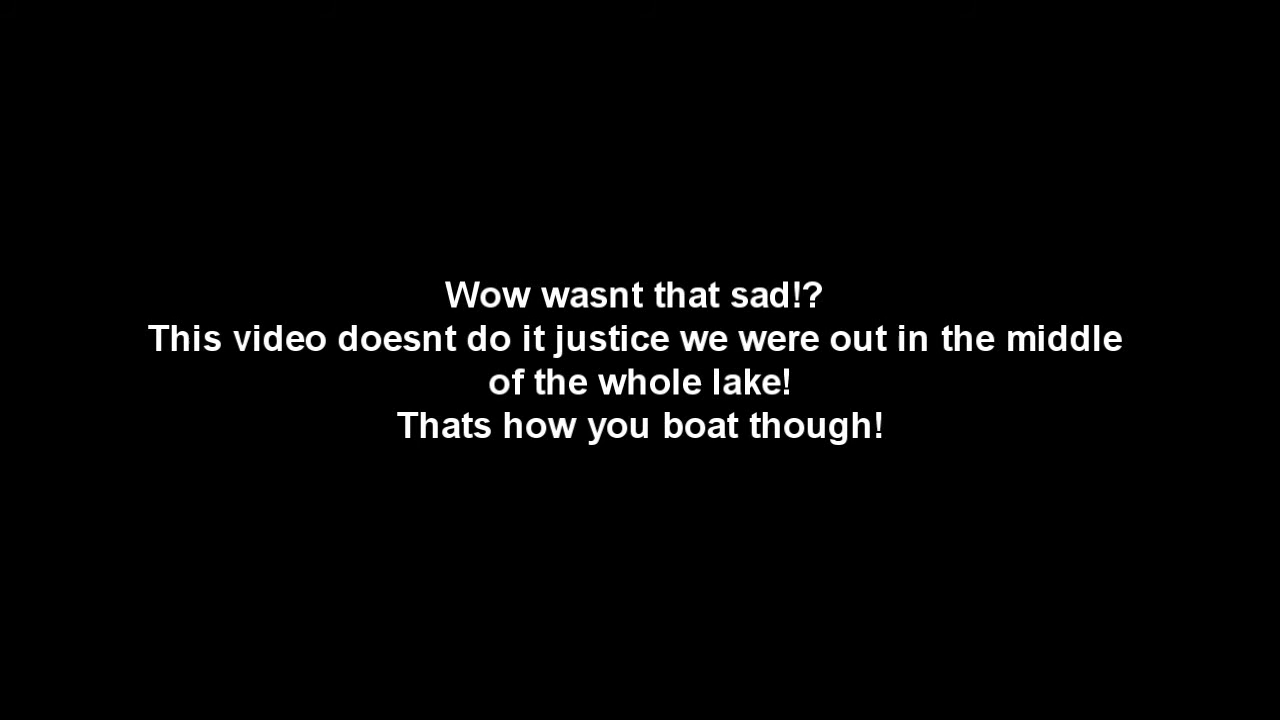 Wow wasnt that sad!?
This video doesnt do it justice we were out in the middle
of the whole lake!
Thats how you boat though!